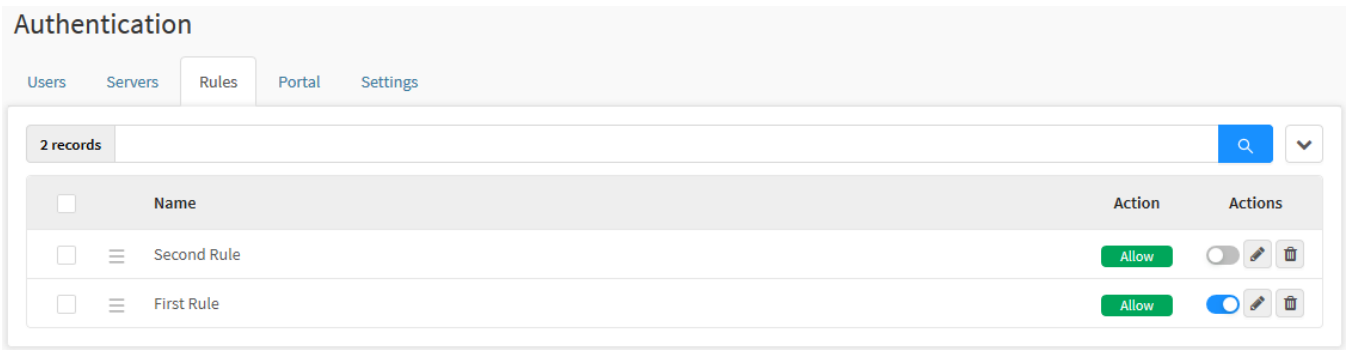 Authentication
Users Servers Rules Portal Settings
2 records
Name Action Actions
Second Rule Allow
First Rule Allow